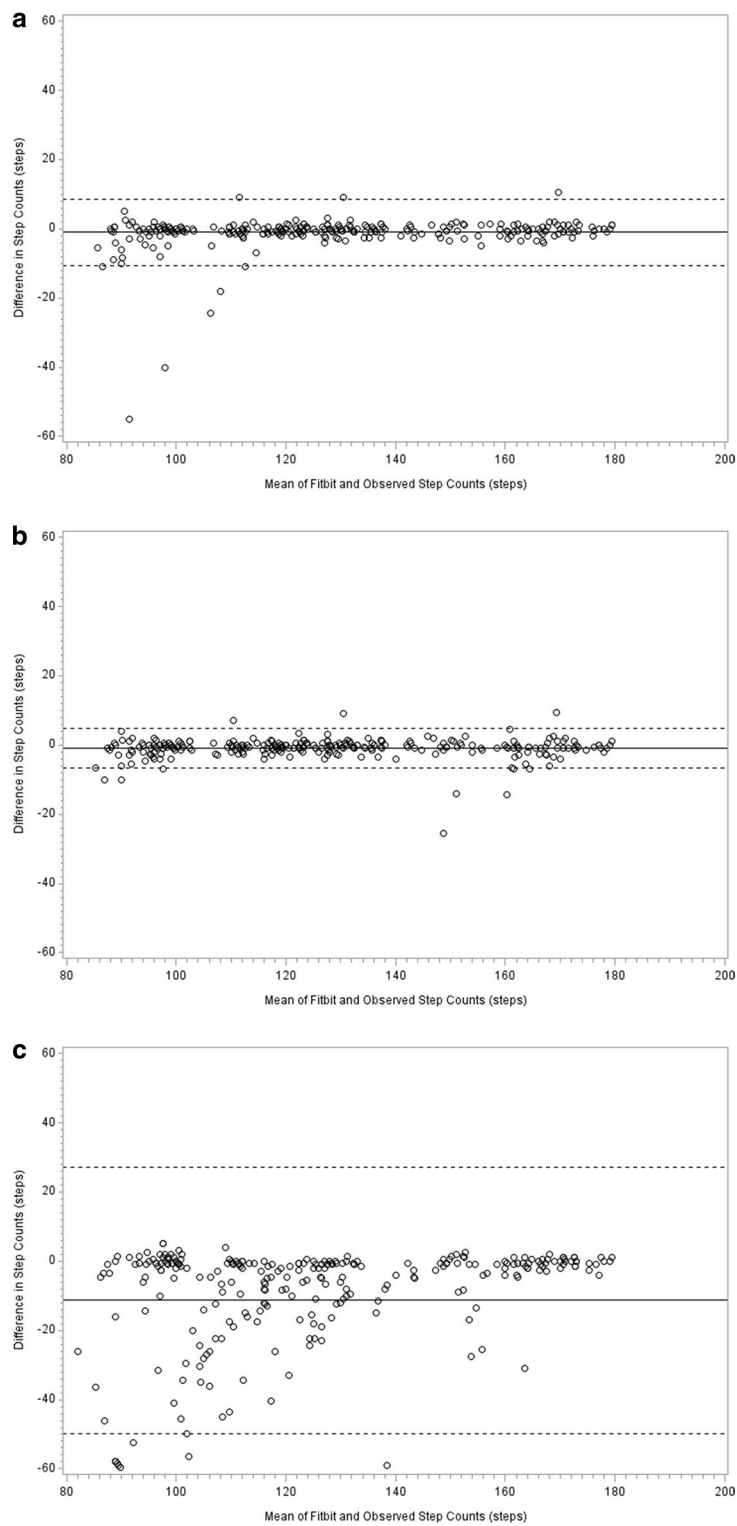 a
60
40
20
0
-20
-40
-60
80 100 120 140 160 180 200
Difference in Step Counts (steps)
Mean of Fitbit and Observed Step Counts (steps)
b
60
40
20
0
-20
-40
-60
80 100 120 140 160 180 200
Difference in Step Counts (steps)
Mean of Fitbit and Observed Step Counts (steps)
c
60
40
20
0
-20
-40
-60
80 100 120 140 160 180 200
Difference in Step Counts (steps)
Mean of Fitbit and Observed Step Counts (steps)